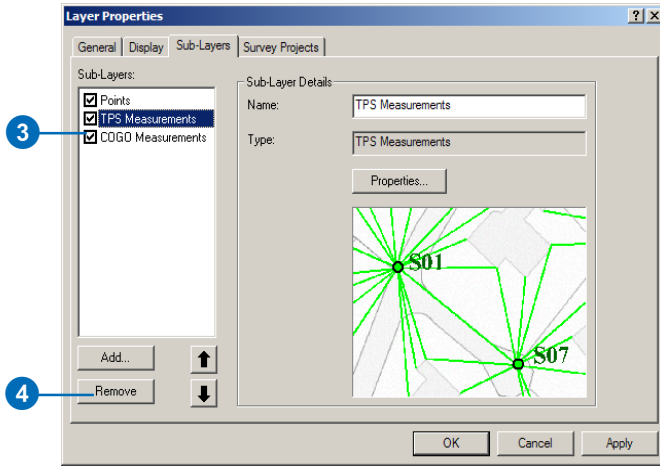 Layer Properties
General Display Sub-Layers Survey Projects
Sub-Layers:
Points
TPS Measurements
COGO Measurements
3
Sub-Layer Details
Name: TPS Measurements
Type: TPS Measurements
Properties...
S01
S07
Add...
Remove
4
OK Cancel Apply